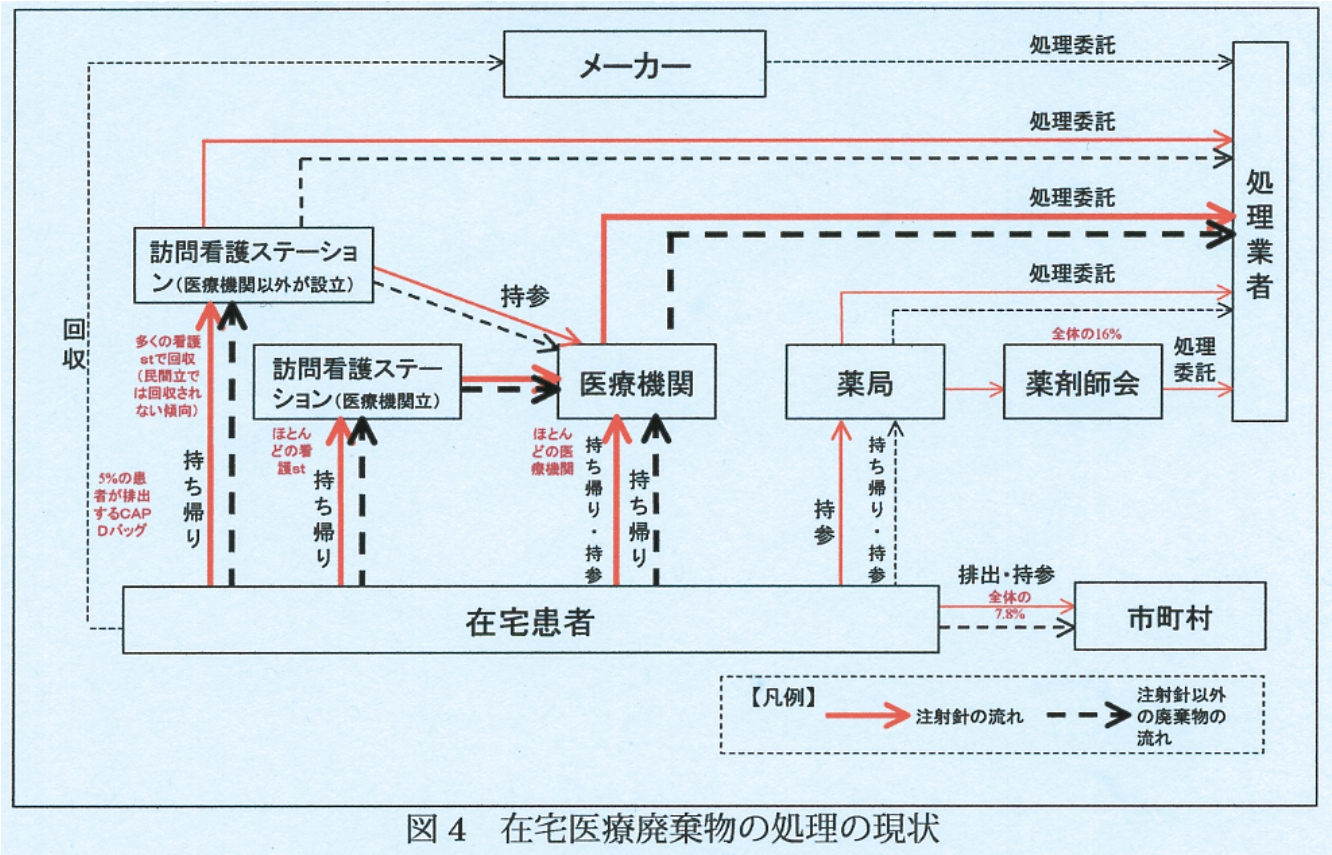 メーカー
処理委託
処理委託
処理委託
処理業者
訪問看護ステーショ
ン(医療機関以外が設立)
持参
処理委託
回収
多くの看護
stで回収
(民間立で
は回収され
ない傾向)
訪問看護ステー
ション(医療機関立)
医療機関
薬局
全体の16%
薬剤師会
処理
委託
ほとん
どの看
護st
ほとん
どの医
療機関
5%の患
者が排出
するCAP
Dバッグ
持ち帰り
持ち帰り
持ち帰り・持参
持ち帰り
持参
持ち帰り・持参
在宅患者
排出・持参
全体の
7.8%
市町村
【凡例】
注射針の流れ
注射針以外
の廃棄物の
流れ
図4 在宅医療廃棄物の処理の現状